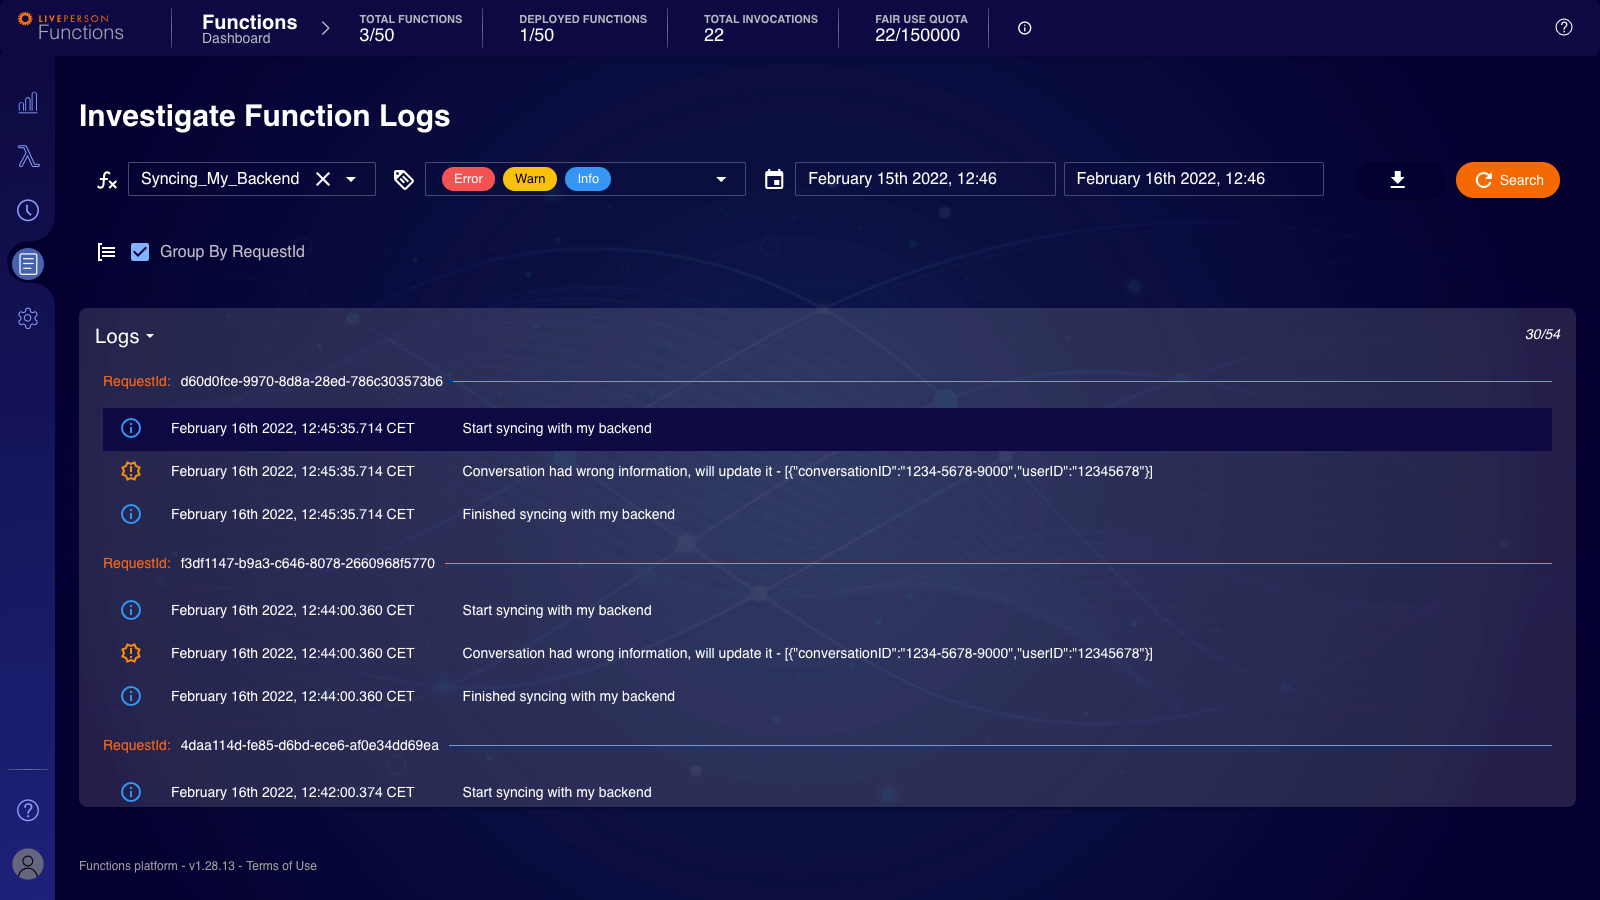 LIVEPERSON
Functions
Functions
Dashboard
TOTAL FUNCTIONS
3/50
DEPLOYED FUNCTIONS
1/50
TOTAL INVOCATIONS
22
FAIR USE QUOTA
22/150000
Investigate Function Logs
Syncing_My_Backend
Error Warn Info
February 15th 2022, 12:46
February 16th 2022, 12:46
Search
Group By RequestId
Logs
30/54
RequestId: d60d0fce-9970-8d8a-28ed-786c303573b6
February 16th 2022, 12:45:35.714 CET Start syncing with my backend
February 16th 2022, 12:45:35.714 CET Conversation had wrong information, will update it - [{"conversationID":"1234-5678-9000","userID":"12345678"}]
February 16th 2022, 12:45:35.714 CET Finished syncing with my backend
RequestId: f3df1147-b9a3-c646-8078-2660968f5770
February 16th 2022, 12:44:00.360 CET Start syncing with my backend
February 16th 2022, 12:44:00.360 CET Conversation had wrong information, will update it - [{"conversationID":"1234-5678-9000","userID":"12345678"}]
February 16th 2022, 12:44:00.360 CET Finished syncing with my backend
RequestId: 4daa114d-fe85-d6bd-ece6-af0e34dd69ea
February 16th 2022, 12:42:00.374 CET Start syncing with my backend
Functions platform - v1.28.13 - Terms of Use